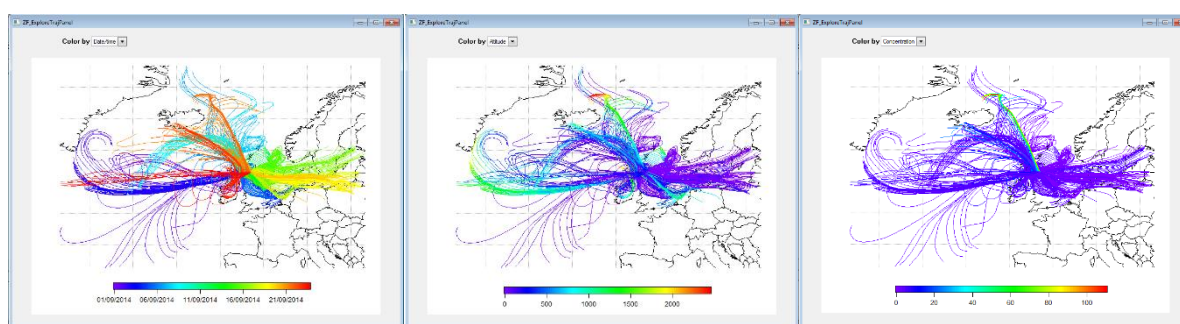 ZF_ExploreTrajPanel
Color by Date/time
01/09/2014 06/09/2014 11/09/2014 16/09/2014 21/09/2014
ZF_ExploreTrajPanel
Color by Altitude
0 500 1000 1500 2000
ZF_ExploreTrajPanel
Color by Concentration
0 20 40 60 80 100